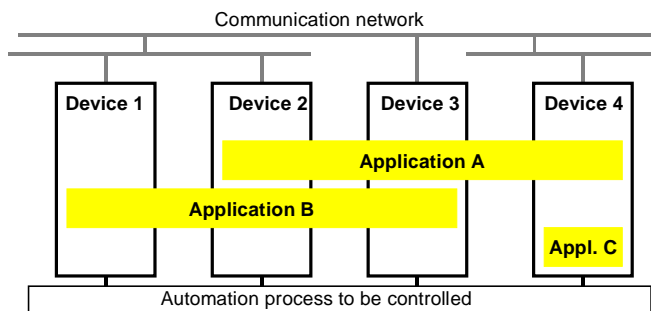 Communication network
Device 1 Device 2 Device 3 Device 4
Application A
Application B
Appl. C
Automation process to be controlled